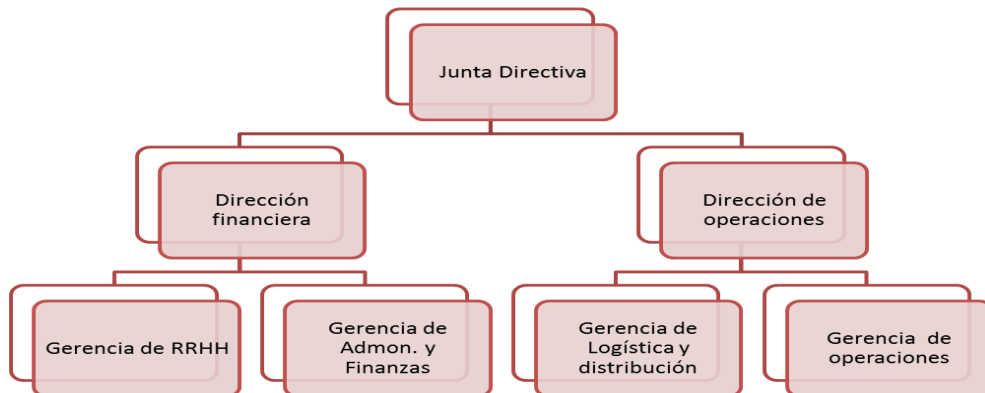 Junta Directiva
Dirección
financiera
Dirección de
operaciones
Gerencia de RRHH
Gerencia de
Admon. y
Finanzas
Gerencia de
Logística y
distribución
Gerencia de
operaciones